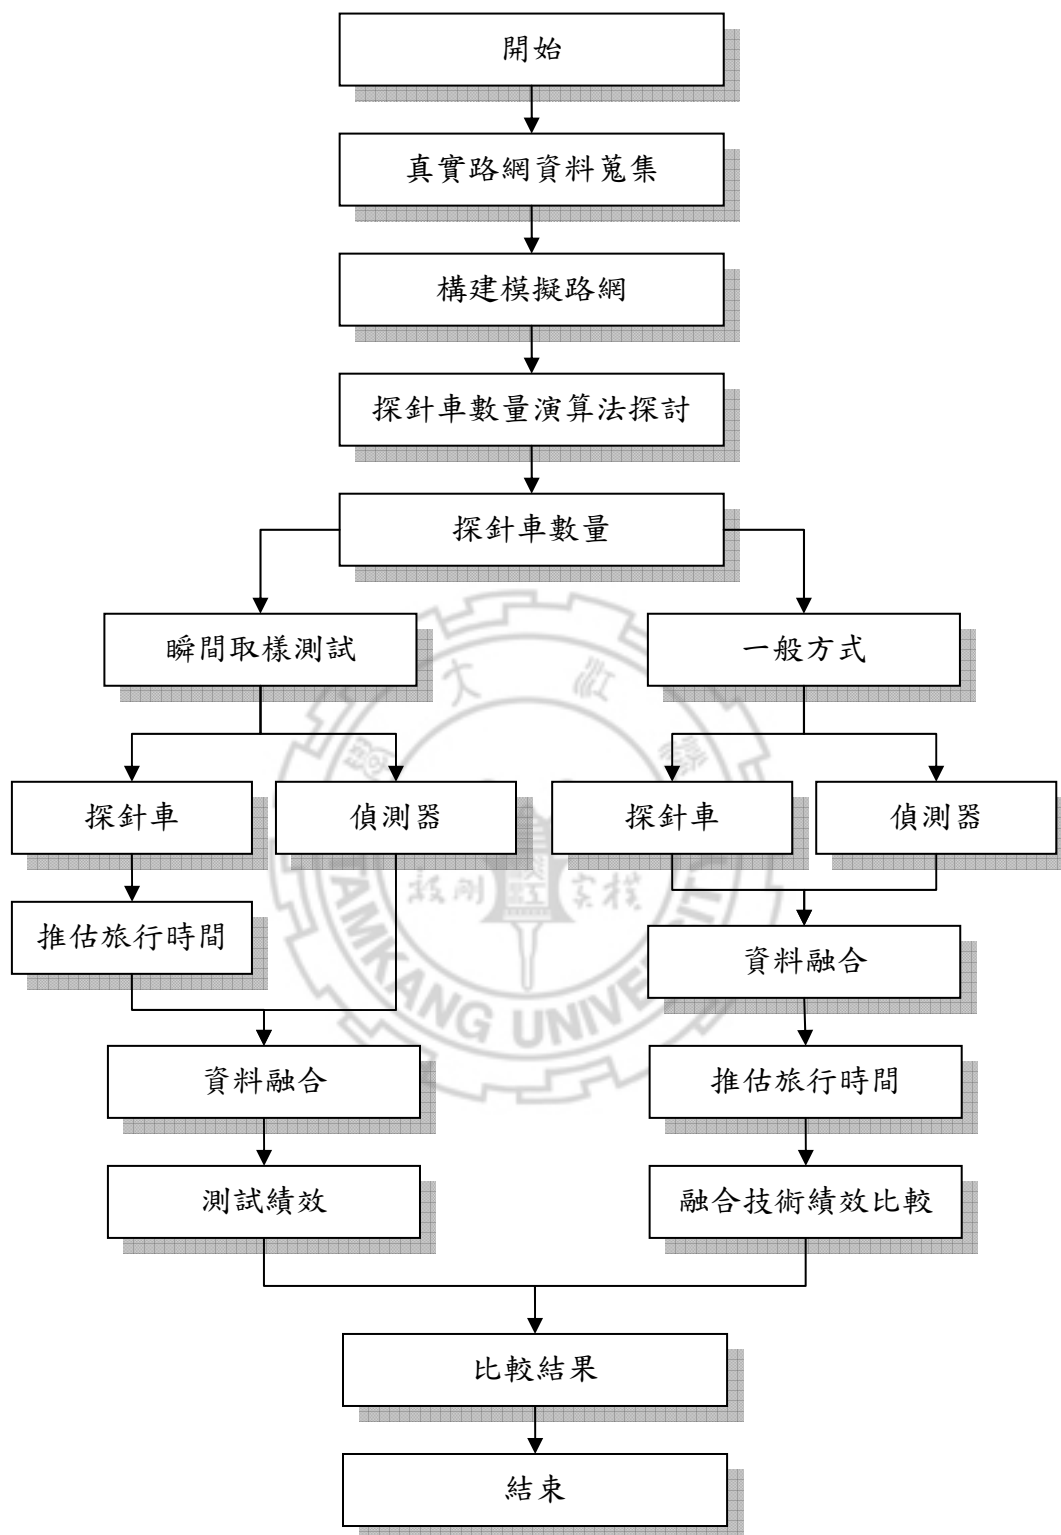 開始
真實路網資料蒐集
構建模擬路網
探針車數量演算法探討
探針車數量
瞬間取樣測試
一般方式
探針車
偵測器
探針車
偵測器
推估旅行時間
資料融合
資料融合
推估旅行時間
測試績效
融合技術績效比較
比較結果
結束
TAMKANG UNIVERSITY